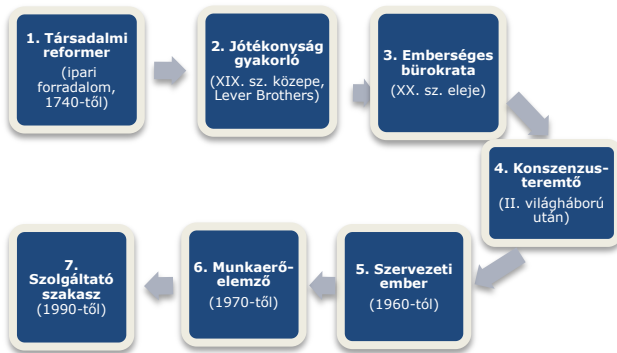 1. Társadalmi
reformer
(ipari
forradalom,
1740-től)
2. Jótékonyság
gyakorló
(XIX. sz. közepe,
Lever Brothers)
3. Emberséges
bürokrata
(XX. sz. eleje)
4. Konszenzus-
teremtő
(II. világháború
után)
5. Szervezeti
ember
(1960-tól)
6. Munkaerő-
elemző
(1970-től)
7.
Szolgáltató
szakasz
(1990-től)